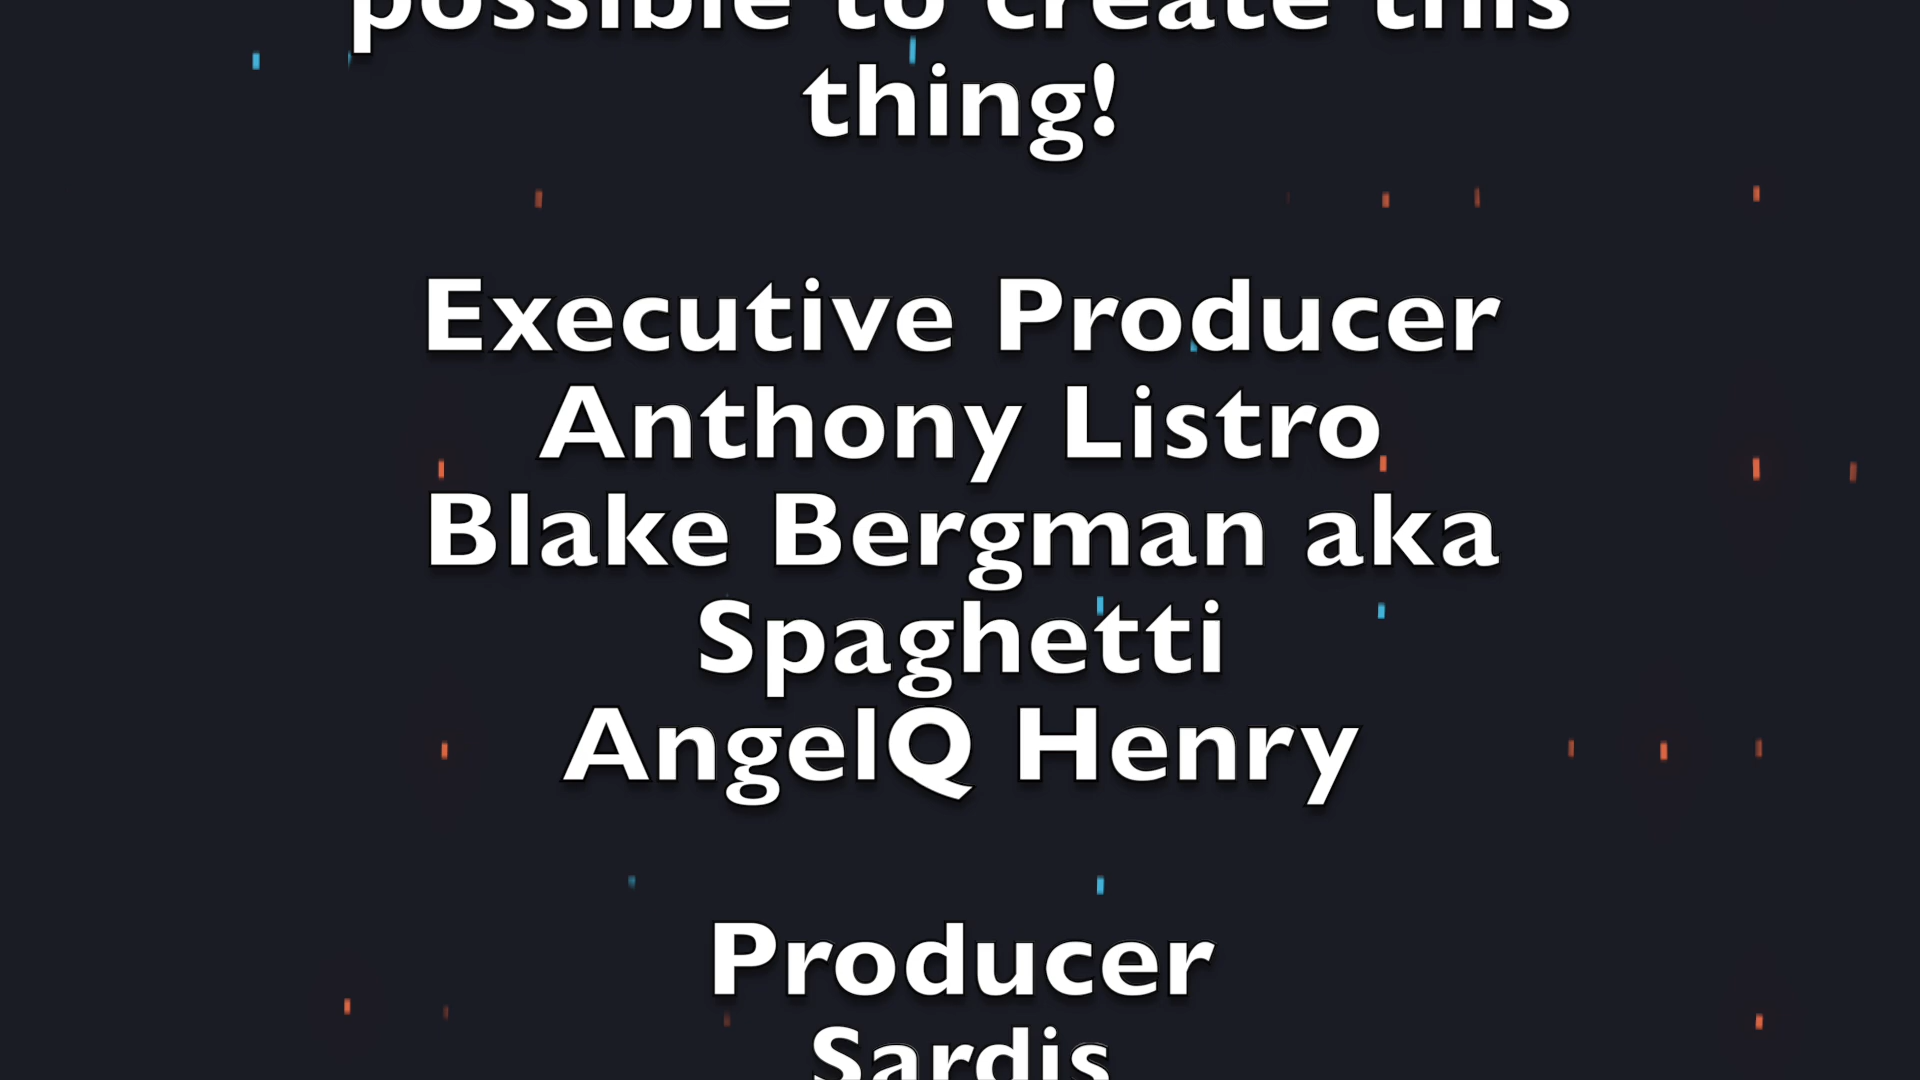 possible to create this
thing!
Executive Producer
Anthony Listro
Blake Bergman aka
Spaghetti
AngelQ Henry
Producer
Sardis